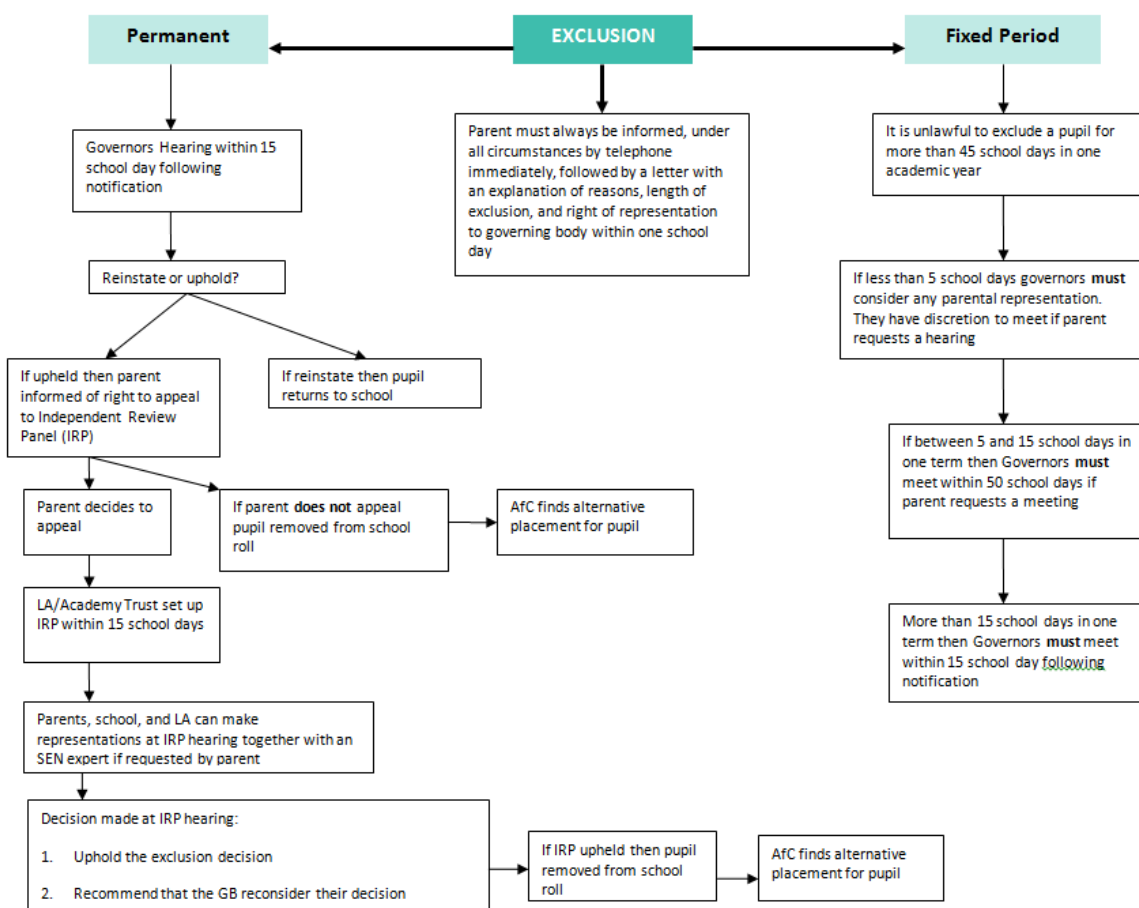 Permanent
EXCLUSION
Fixed Period
Governors Hearing within 15
school day following
notification
Parent must always be informed, under
all circumstances by telephone
immediately, followed by a letter with
an explanation of reasons, length of
exclusion, and right of representation
to governing body within one school
day
It is unlawful to exclude a pupil for
more than 45 school days in one
academic year
Reinstate or uphold?
If less than 5 school days governors must
consider any parental representation.
They have discretion to meet if parent
requests a hearing
If upheld then parent
informed of right to appeal
to Independent Review
Panel (IRP)
If reinstate then pupil
returns to school
If between 5 and 15 school days in
one term then Governors must
meet within 50 school days if
parent requests a meeting
Parent decides to
appeal
If parent does not appeal
pupil removed from school
roll
AfC finds alternative
placement for pupil
LA/Academy Trust set up
IRP within 15 school days
More than 15 school days in one
term then Governors must meet
within 15 school day following
notification
Parents, school, and LA can make
representations at IRP hearing together with an
SEN expert if requested by parent
Decision made at IRP hearing:
1. Uphold the exclusion decision
2. Recommend that the GB reconsider their decision
If IRP upheld then pupil
removed from school
roll
AfC finds alternative
placement for pupil